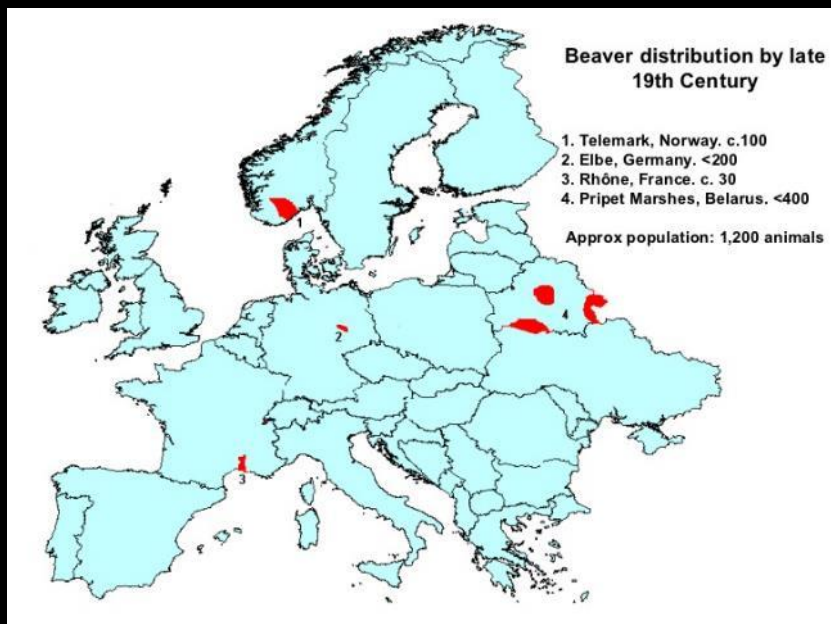 Beaver distribution by late
19th Century
1. Telemark, Norway. c.100
2. Elbe, Germany. <200
3. Rhône, France. c. 30
4. Pripet Marshes, Belarus. <400
Approx population: 1,200 animals
1
4
2
3